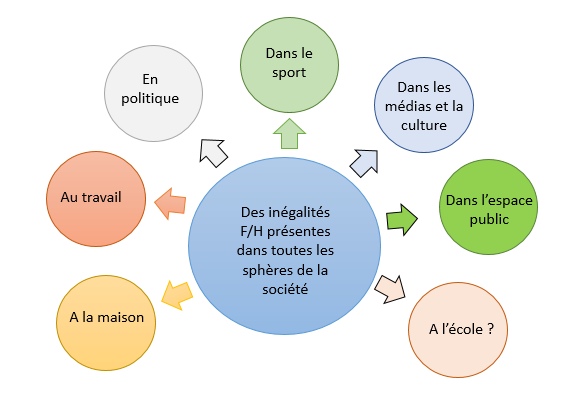 Dans le
sport
En
politique
Dans les
médias et la
culture
Au travail
Dans l’espace
public
Des inégalités
F/H présentes
dans toutes les
sphères de la
société
A la maison
A l’école ?